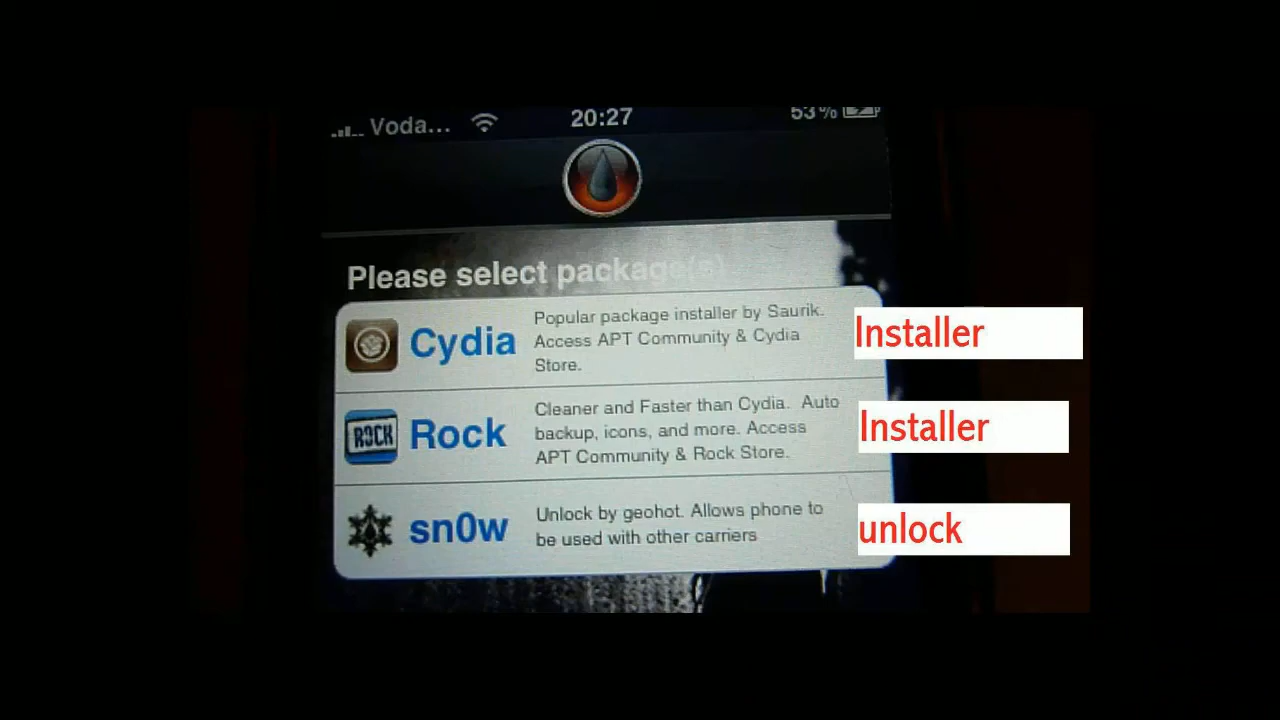 Voda... 20:27 53%
Please select package(s)
Cydia
Popular package installer by Saurik.
Access APT Community & Cydia
Store.
Installer
ROCK
Rock
Cleaner and Faster than Cydia. Auto
backup, icons, and more. Access
APT Community & Rock Store.
Installer
sn0w
Unlock by geohot. Allows phone to
be used with other carriers
unlock